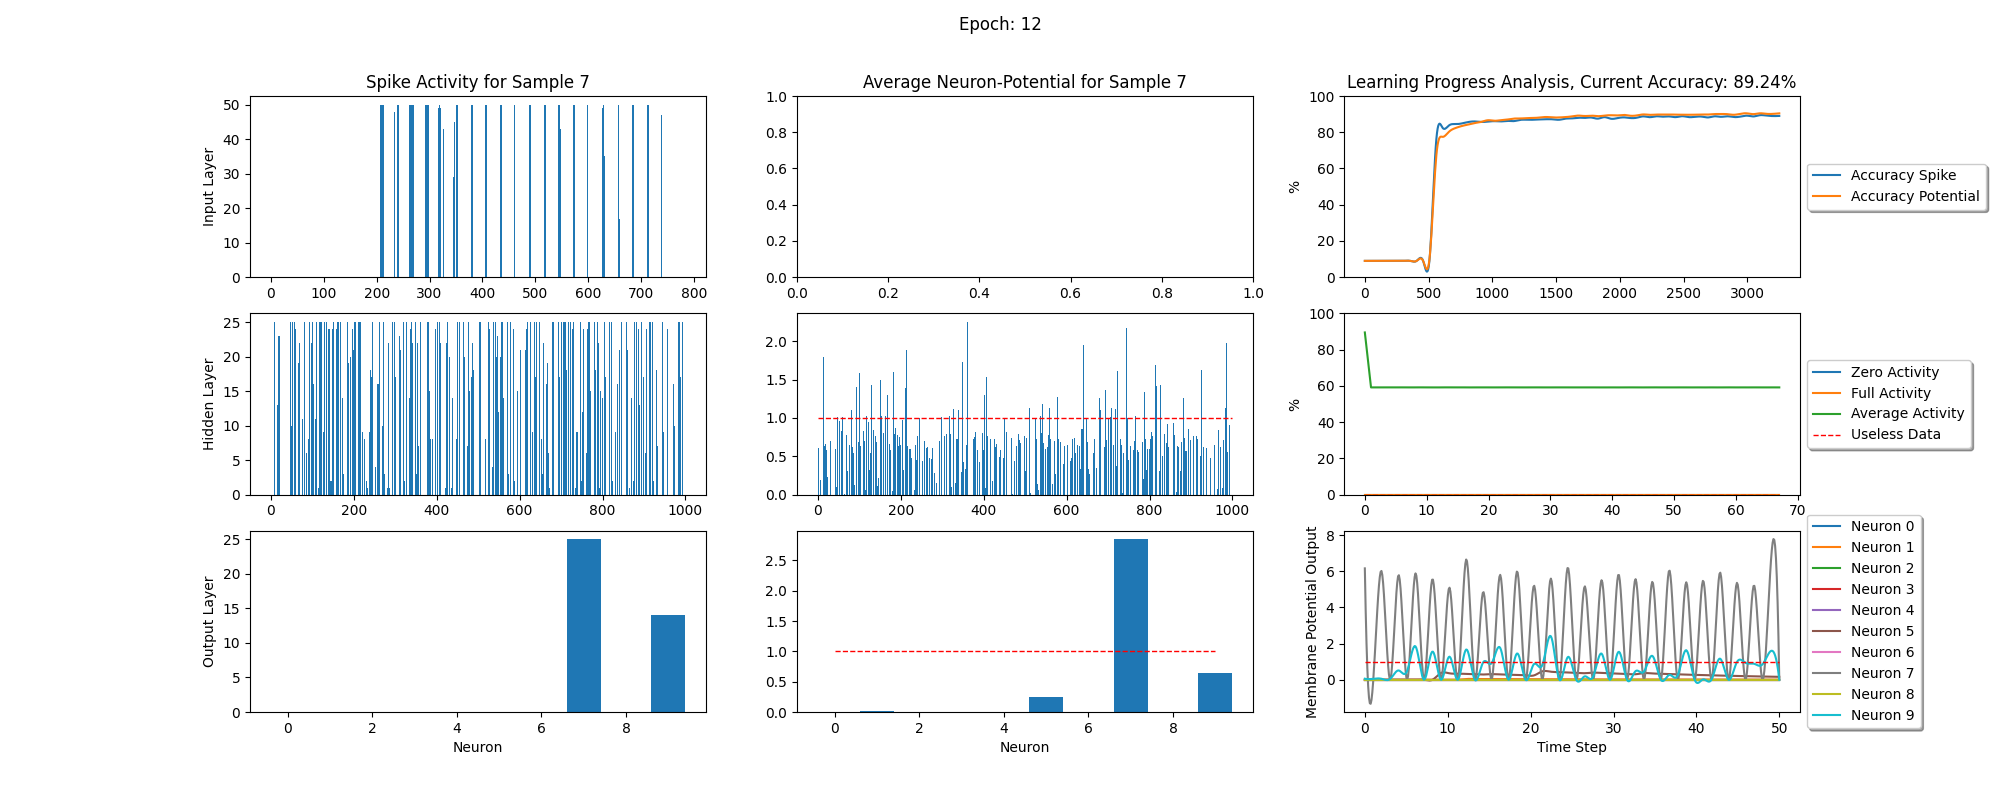 Epoch: 12
Spike Activity for Sample 7
Average Neuron-Potential for Sample 7
Learning Progress Analysis, Current Accuracy: 89.24%
Input Layer
50
40
30
20
10
0
0 100 200 300 400 500 600 700 800
1.0
0.8
0.6
0.4
0.2
0.0
0.0 0.2 0.4 0.6 0.8 1.0
%
100
80
60
40
20
0
0 500 1000 1500 2000 2500 3000
Accuracy Spike
Accuracy Potential
Hidden Layer
25
20
15
10
5
0
0 200 400 600 800 1000
2.0
1.5
1.0
0.5
0.0
0 200 400 600 800 1000
%
100
80
60
40
20
0
0 10 20 30 40 50 60 70
Zero Activity
Full Activity
Average Activity
Useless Data
Output Layer
25
20
15
10
5
0
0 2 4 6 8
Neuron
2.5
2.0
1.5
1.0
0.5
0.0
0 2 4 6 8
Neuron
Membrane Potential Output
8
6
4
2
0
0 10 20 30 40 50
Time Step
Neuron 0
Neuron 1
Neuron 2
Neuron 3
Neuron 4
Neuron 5
Neuron 6
Neuron 7
Neuron 8
Neuron 9